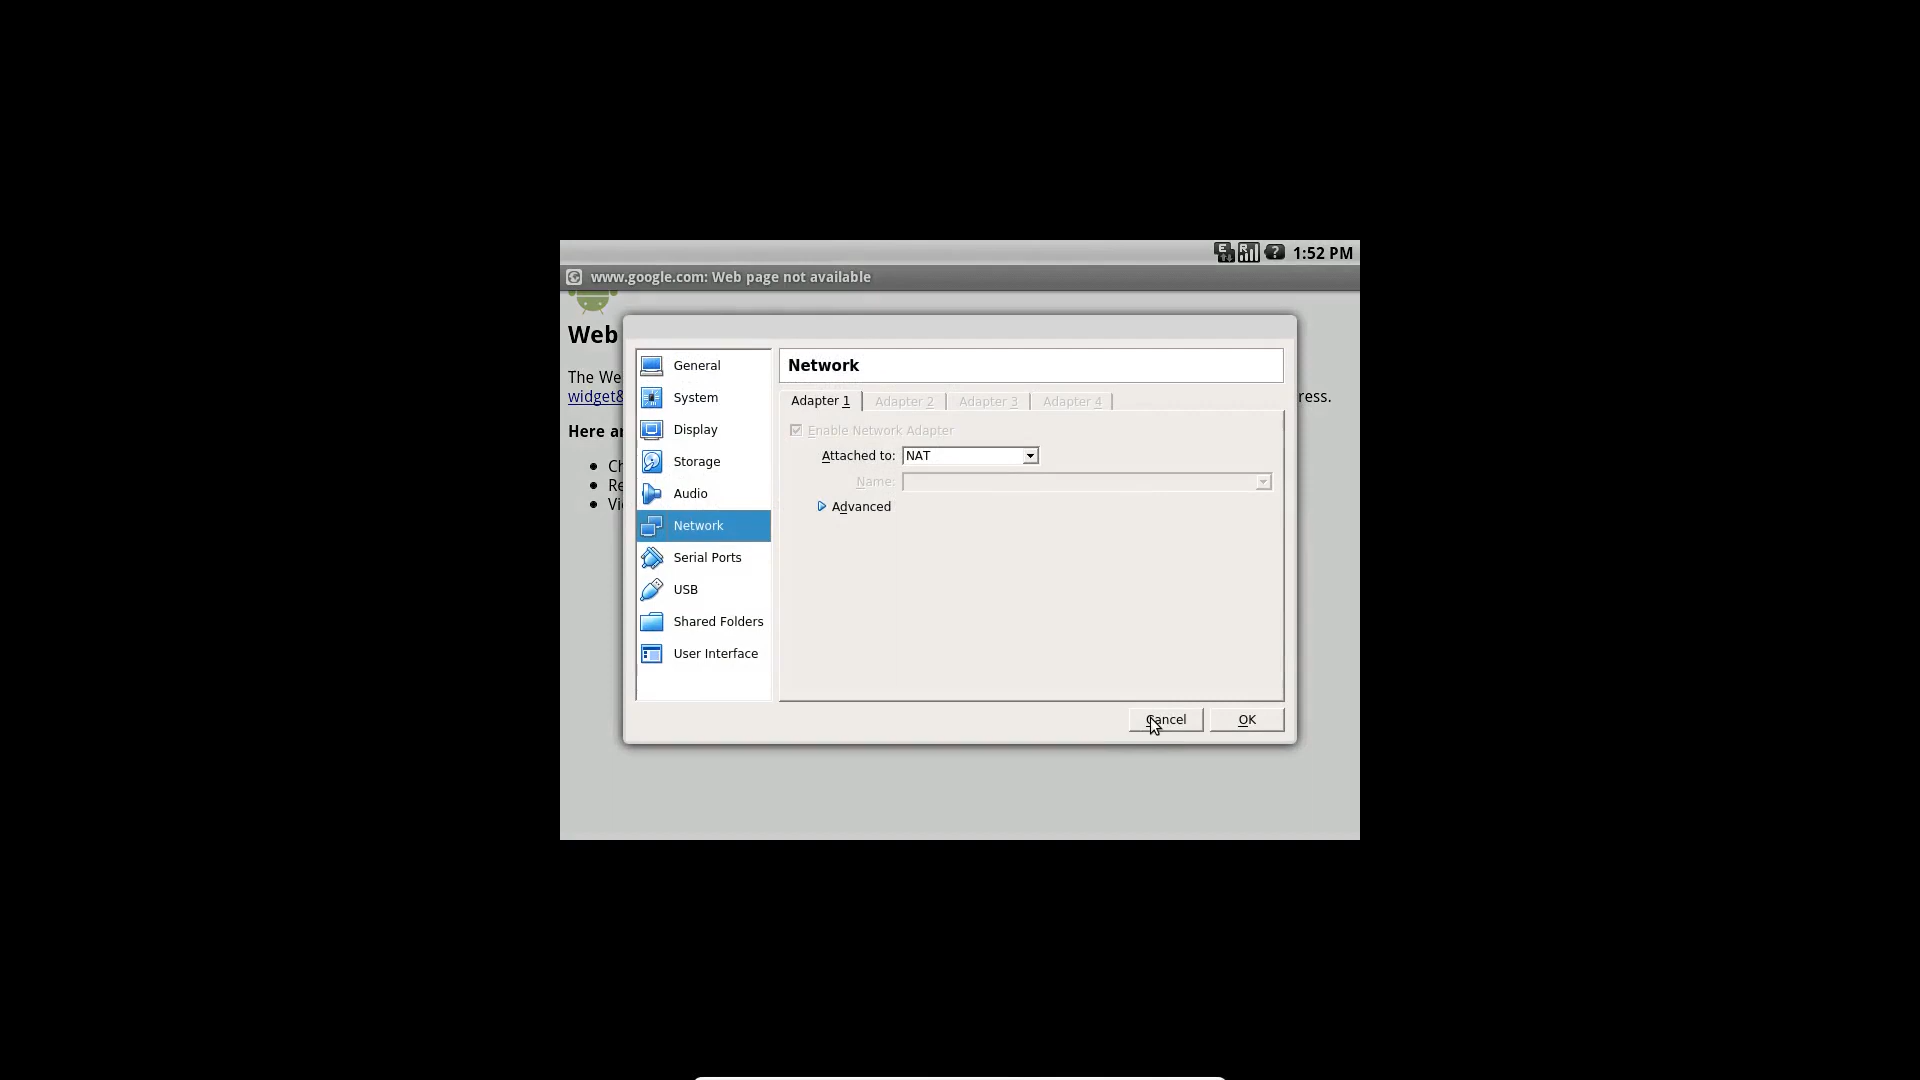 1:52 PM
www.google.com: Web page not available
Web
The We
widget&
ress.
Here ar
Ch
Re
Vi
General
System
Display
Storage
Audio
Network
Serial Ports
USB
Shared Folders
User Interface
Network
Adapter 1
Adapter 2
Adapter 3
Adapter 4
Enable Network Adapter
Attached to: NAT
Name:
Advanced
Cancel
OK